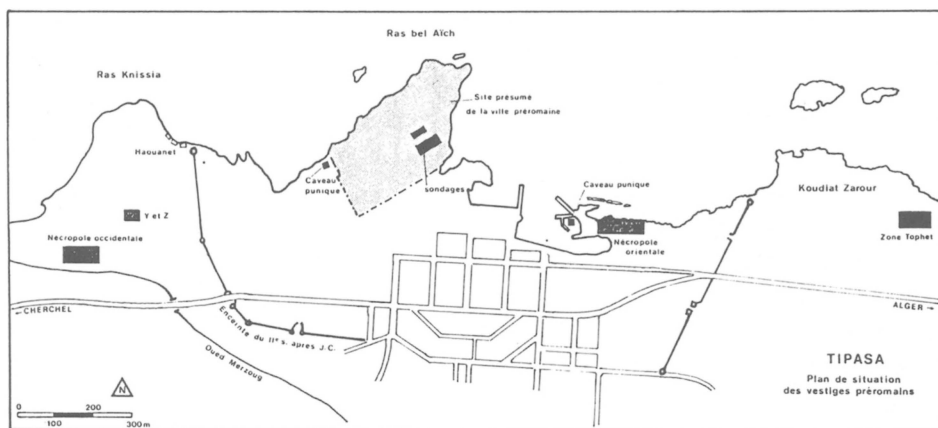 Ras bel Aïch
Ras Knissia
Site présumé
de la ville préromaine
Haouanet
Caveau
punique
sondages
Caveau punique
Koudiat Zarour
Y et Z
Nécropole occidentale
Nécropole
orientale
Zone Tophet
←CHERCHEL
ALGER→
Enceinte du IIe s. après J.C.
Oued Merzoug
TIPASA
Plan de situation
des vestiges préromains
N
0 200
100 300m